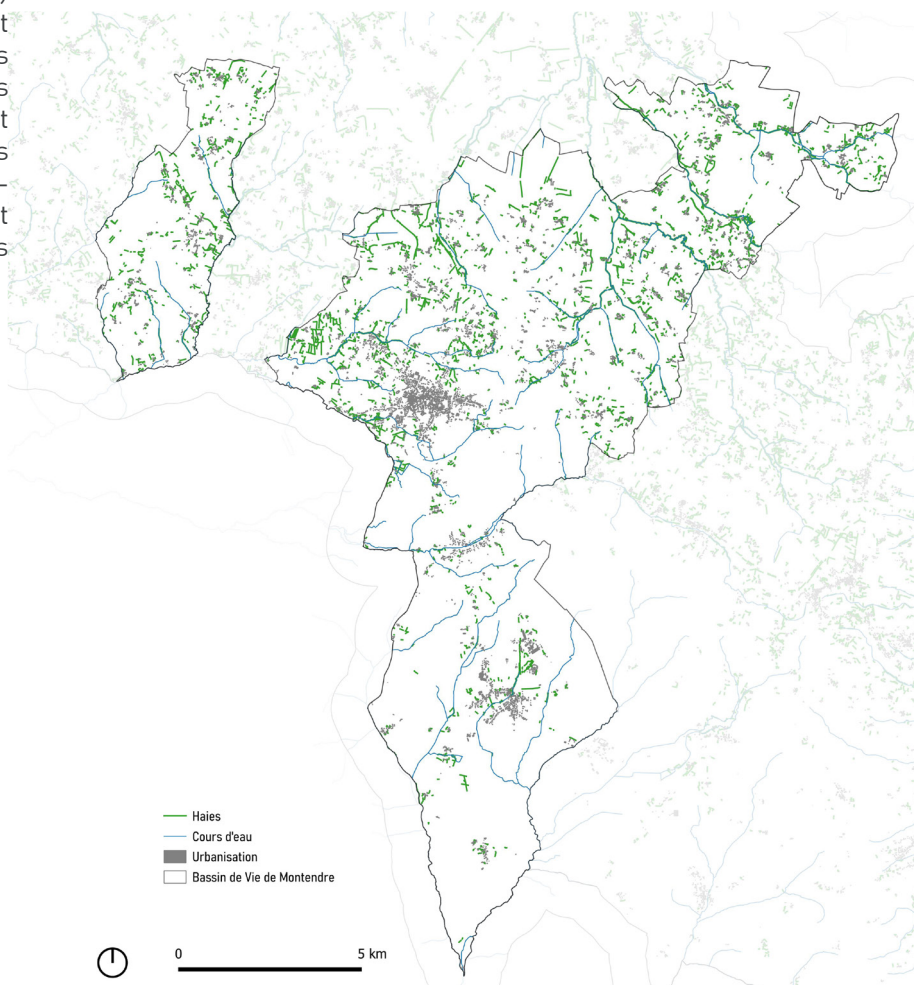 t
s
s
t
s
-
t
s
Haies
Cours d'eau
Urbanisation
Bassin de Vie de Montendre
0 5 km